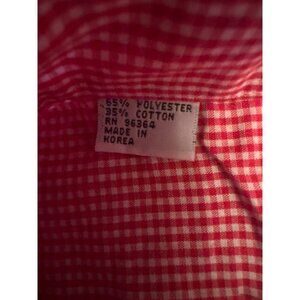 65% POLYESTER
35% COTTON
RN 96364
MADE IN
KOREA